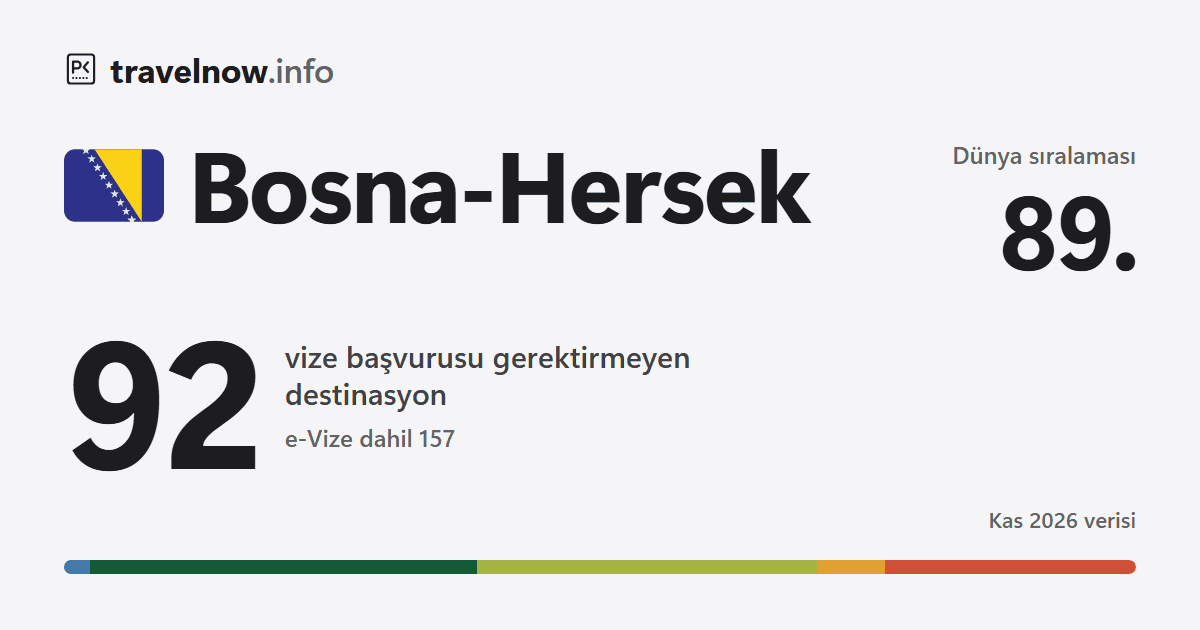 travelnow.info
Bosna-Hersek
Dünya sıralaması
89.
92
vize başvurusu gerektirmeyen
destinasyon
e-Vize dahil 157
Kas 2026 verisi